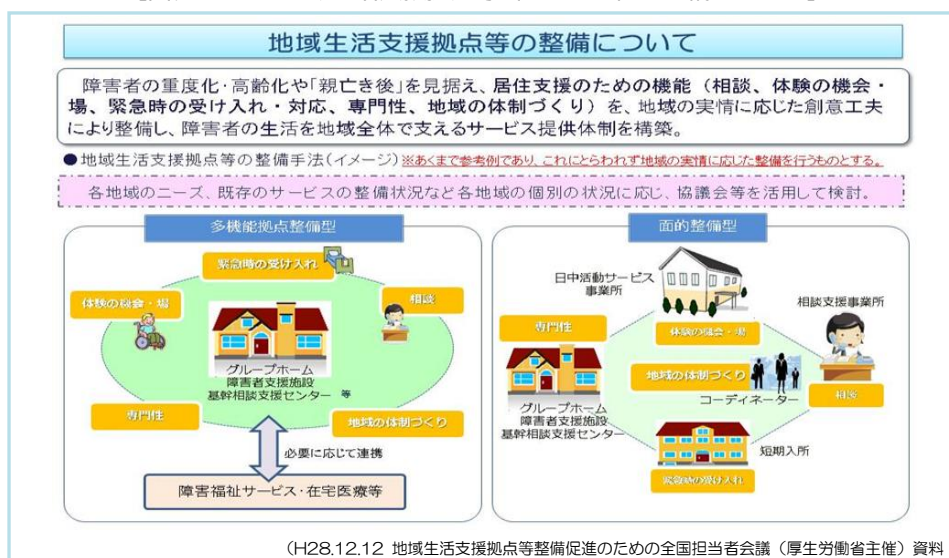 地域生活支援拠点等の整備について
障害者の重度化・高齢化や「親亡き後」を見据え、居住支援のための機能（相談、体験の機会・
場、緊急時の受け入れ・対応、専門性、地域の体制づくり）を、地域の実情に応じた創意工夫
により整備し、障害者の生活を地域全体で支えるサービス提供体制を構築。
●地域生活支援拠点等の整備手法（イメージ）※あくまで参考例であり、これにとらわれず地域の実情に応じた整備を行うものとする。
各地域のニーズ、既存のサービスの整備状況など各地域の個別の状況に応じ、協議会等を活用して検討。
多機能拠点整備型
緊急時の受け入れ
体験の機会・場
相談
グループホーム
障害者支援施設
基幹相談支援センター 等
専門性
地域の体制づくり
必要に応じて連携
障害福祉サービス・在宅医療等
面的整備型
日中活動サービス
事業所
相談支援事業所
専門性
体験の機会・場
地域の体制づくり
コーディネーター
相談
グループホーム
障害者支援施設
基幹相談支援センター
短期入所
緊急時の受け入れ
（H28.12.12 地域生活支援拠点等整備促進のための全国担当者会議（厚生労働省主催）資料